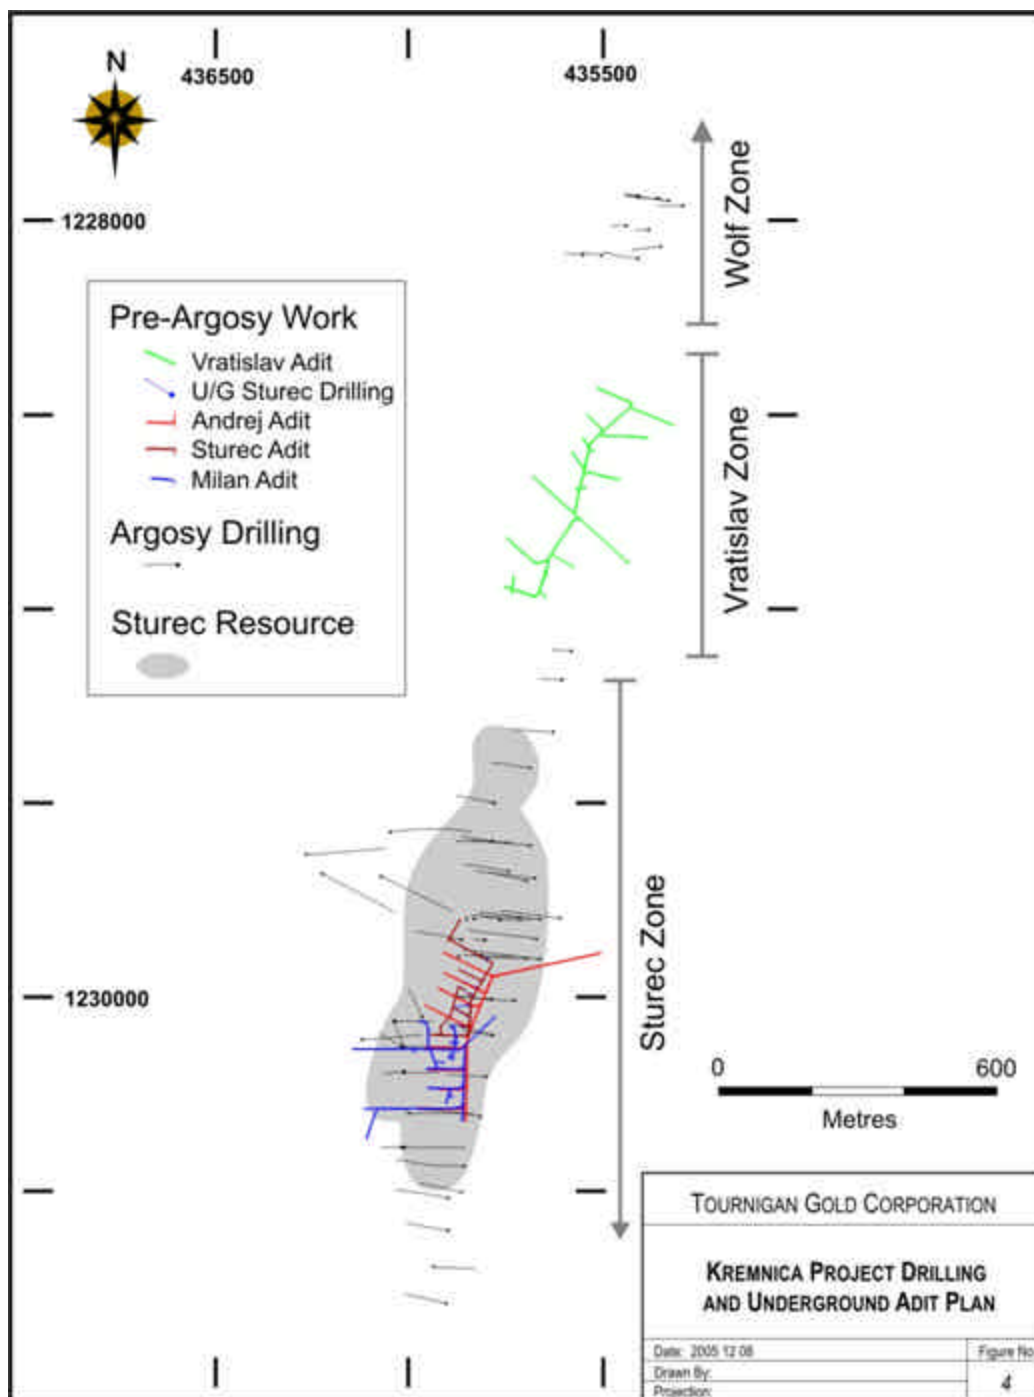 N
436500
435500
1228000
Wolf Zone
Pre-Argosy Work
Vratislav Adit
U/G Sturec Drilling
Andrej Adit
Sturec Adit
Milan Adit
Argosy Drilling
Sturec Resource
Vratislav Zone
Sturec Zone
1230000
0 600
Metres
TOURNIGAN GOLD CORPORATION
KREMNICA PROJECT DRILLING
AND UNDERGROUND ADIT PLAN
Date: 2005 12 08
Figure No
Drawn By:
4
Projection: